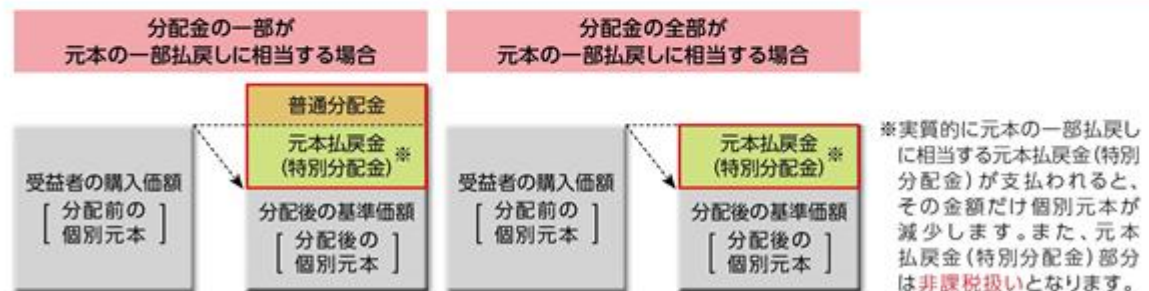 分配金の一部が
元本の一部払戻しに相当する場合
普通分配金
元本払戻金
(特別分配金)
※
受益者の購入価額
[ 分配前の
個別元本 ]
分配後の基準価額
[ 分配後の
個別元本 ]
分配金の全部が
元本の一部払戻しに相当する場合
元本払戻金
(特別分配金)
※
受益者の購入価額
[ 分配前の
個別元本 ]
分配後の基準価額
[ 分配後の
個別元本 ]
※実質的に元本の一部払戻し
に相当する元本払戻金(特別
分配金)が支払われると、
その金額だけ個別元本が
減少します。また、元本
払戻金(特別分配金)部分
は非課税扱いとなります。